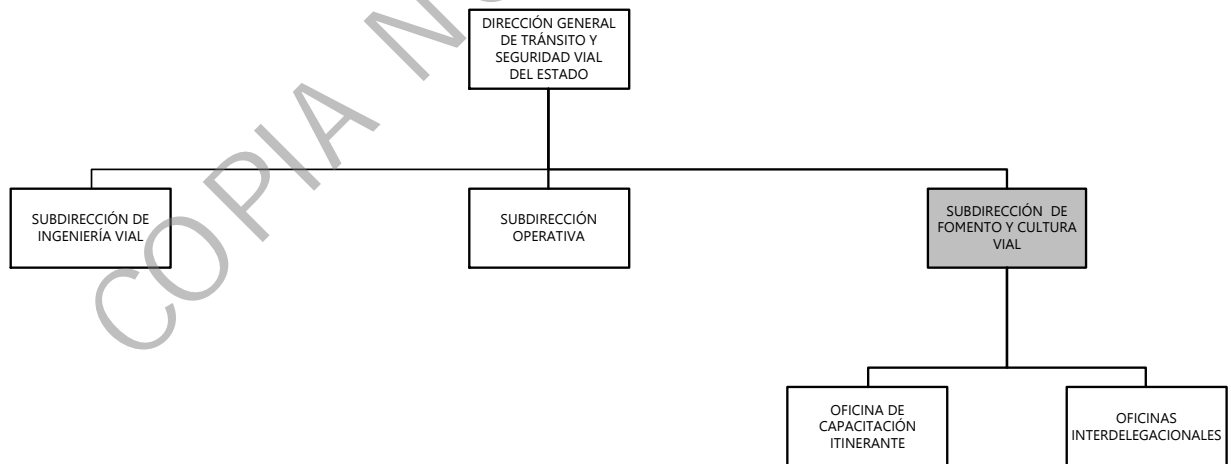 DIRECCIÓN GENERAL
DE TRÁNSITO Y
SEGURIDAD VIAL
DEL ESTADO
SUBDIRECCIÓN DE
INGENIERÍA VIAL
SUBDIRECCIÓN
OPERATIVA
SUBDIRECCIÓN DE
FOMENTO Y CULTURA
VIAL
OFICINA DE
CAPACITACIÓN
ITINERANTE
OFICINAS
INTERDELEGACIONALES
COPIA